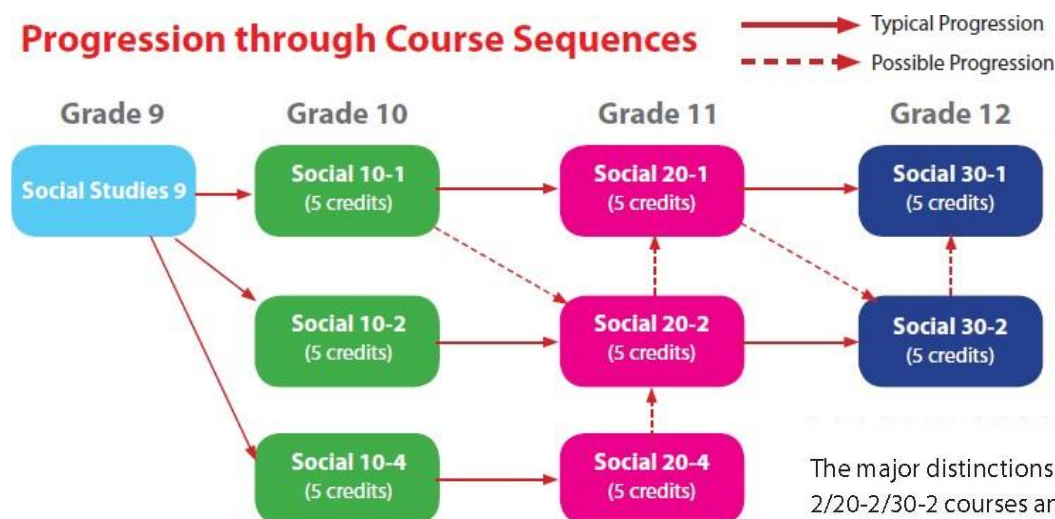 Progression through Course Sequences
Typical Progression
Possible Progression
Grade 9
Grade 10
Grade 11
Grade 12
Social Studies 9
Social 10-1
(5 credits)
Social 20-1
(5 credits)
Social 30-1
(5 credits)
Social 10-2
(5 credits)
Social 20-2
(5 credits)
Social 30-2
(5 credits)
Social 10-4
(5 credits)
Social 20-4
(5 credits)
The major distinctions
2/20-2/30-2 courses ar